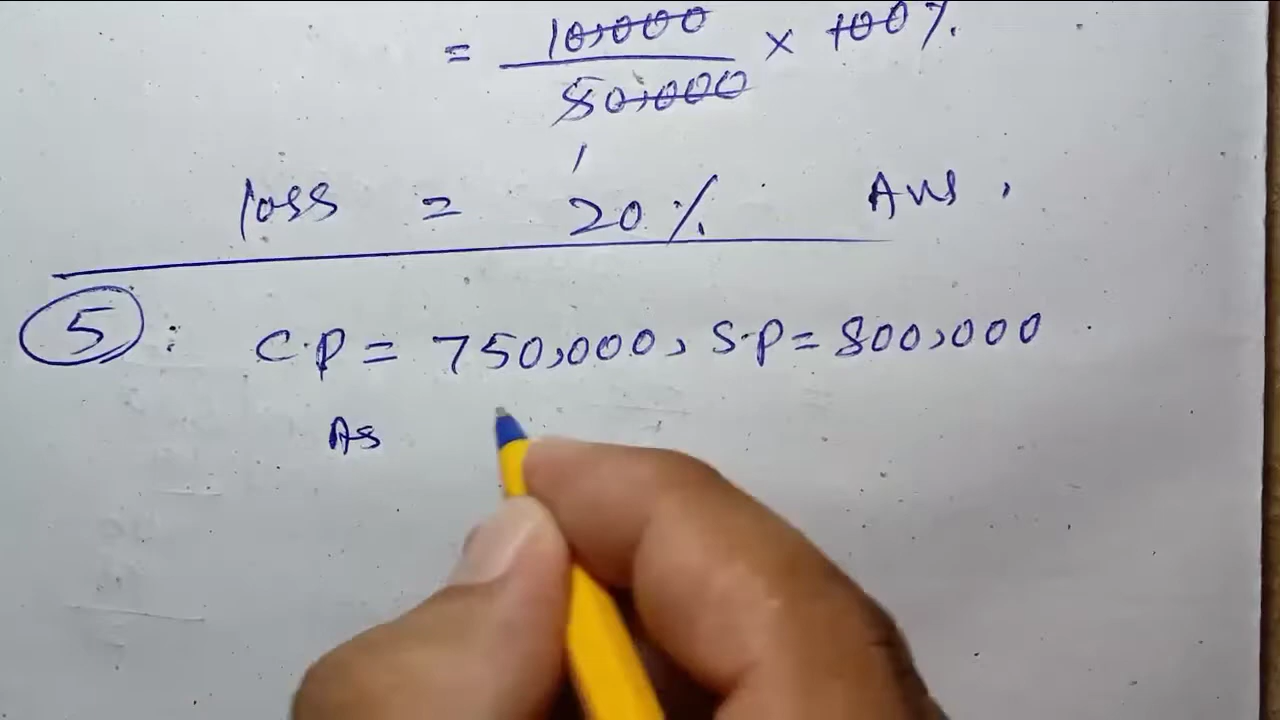 = 10,000 / 50,000 × 100%.
1
loss = 20% Ans.
5 : C.P = 750,000, S.P = 800,000
As